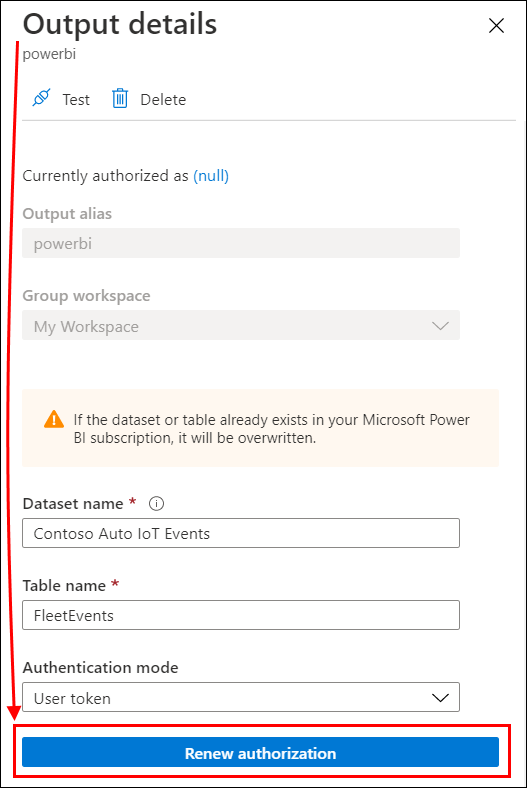 Output details
powerbi
Test Delete
Currently authorized as (null)
Output alias
powerbi
Group workspace
My Workspace
If the dataset or table already exists in your Microsoft Power
BI subscription, it will be overwritten.
Dataset name *
Contoso Auto IoT Events
Table name *
FleetEvents
Authentication mode
User token
Renew authorization